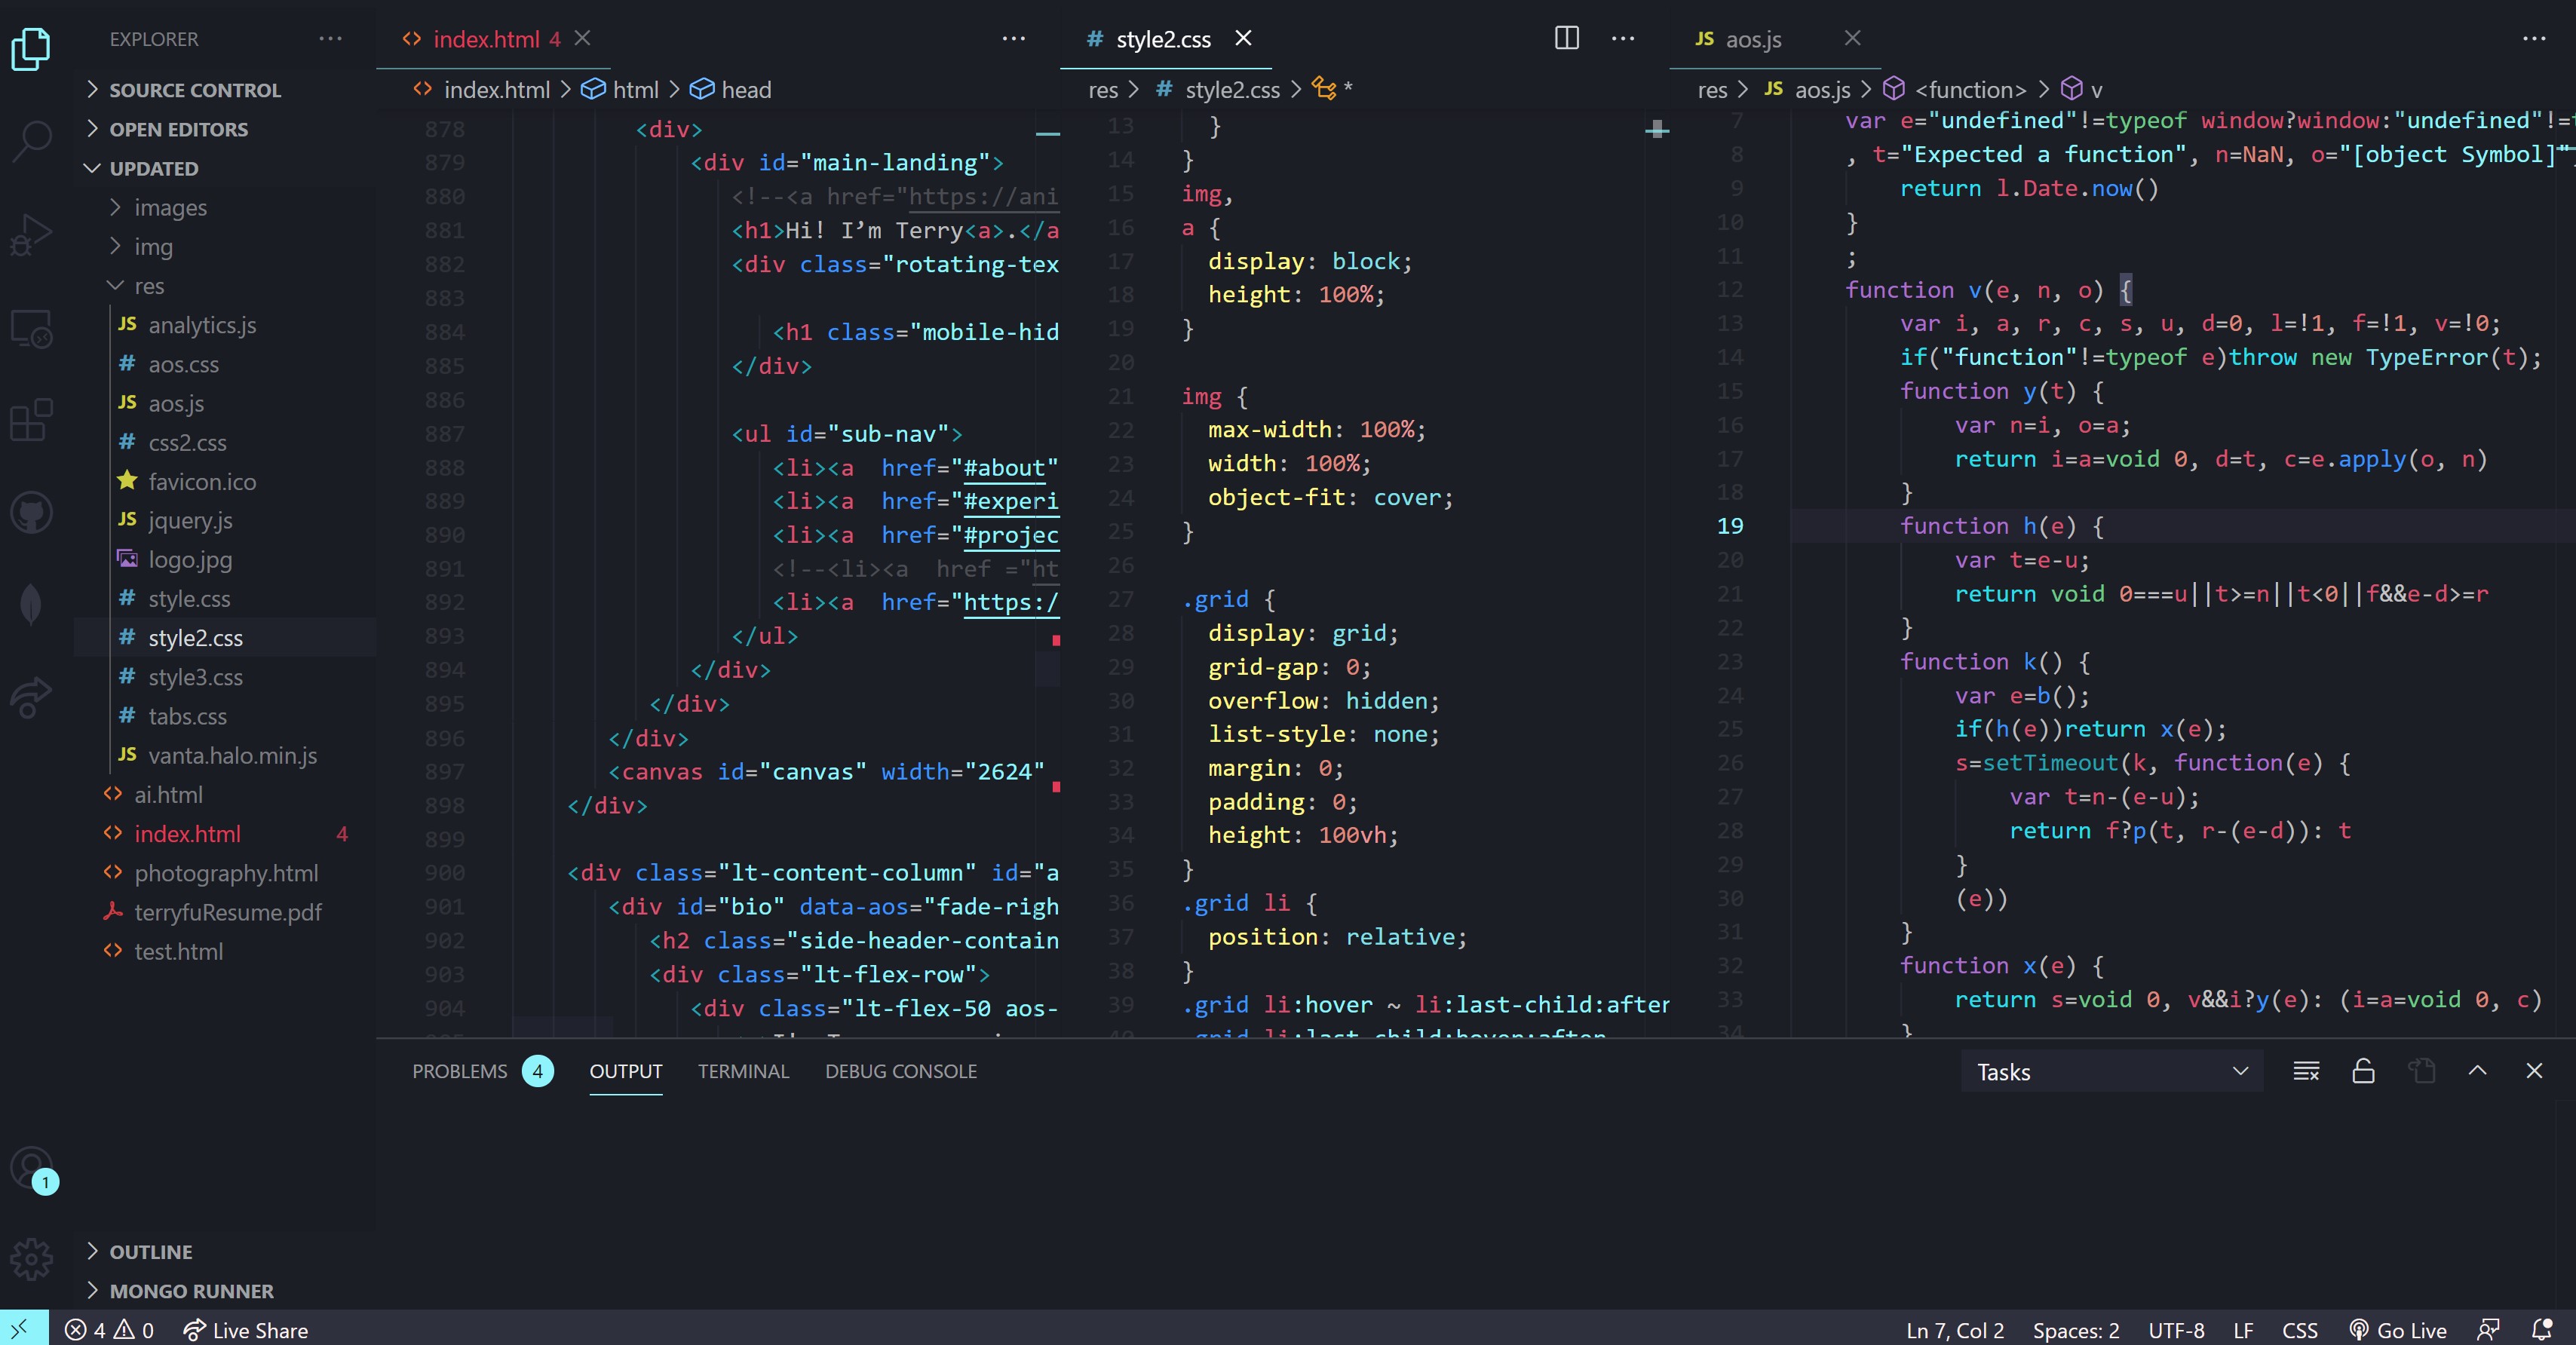 EXPLORER
SOURCE CONTROL
OPEN EDITORS
UPDATED
images
img
res
JS analytics.js
# aos.css
JS aos.js
# css2.css
favicon.ico
JS jquery.js
logo.jpg
# style.css
# style2.css
# style3.css
# tabs.css
JS vanta.halo.min.js
<> ai.html
<> index.html 4
<> photography.html
terryfuResume.pdf
<> test.html
OUTLINE
MONGO RUNNER
1
<> index.html 4
<> index.html > html > head
878 <div>
879 <div id="main-landing">
880 <!--<a href="https://ani
881 <h1>Hi! I’m Terry<a>.</a
882 <div class="rotating-tex
883
884 <h1 class="mobile-hid
885 </div>
886
887 <ul id="sub-nav">
888 <li><a  href="#about"
889 <li><a  href="#experi
890 <li><a  href="#projec
891 <!--<li><a  href ="ht
892 <li><a  href="https:/
893 </ul>
894 </div>
895 </div>
896 </div>
897 <canvas id="canvas" width="2624"
898 </div>
899
900 <div class="lt-content-column" id="a
901 <div id="bio" data-aos="fade-righ
902 <h2 class="side-header-contain
903 <div class="lt-flex-row">
904 <div class="lt-flex-50 aos-
# style2.css
res > # style2.css > *
13 }
14 }
15 img,
16 a {
17 display: block;
18 height: 100%;
19 }
20
21 img {
22 max-width: 100%;
23 width: 100%;
24 object-fit: cover;
25 }
26
27 .grid {
28 display: grid;
29 grid-gap: 0;
30 overflow: hidden;
31 list-style: none;
32 margin: 0;
33 padding: 0;
34 height: 100vh;
35 }
36 .grid li {
37 position: relative;
38 }
39 .grid li:hover ~ li:last-child:after
40 .grid li:last-child:hover:after
JS aos.js
res > JS aos.js > <function> > v
7 var e="undefined"!=typeof window?window:"undefined"!=t
8 , t="Expected a function", n=NaN, o="[object Symbol]"
9 return l.Date.now()
10 }
11 ;
12 function v(e, n, o) {
13 var i, a, r, c, s, u, d=0, l=!1, f=!1, v=!0;
14 if("function"!=typeof e)throw new TypeError(t);
15 function y(t) {
16 var n=i, o=a;
17 return i=a=void 0, d=t, c=e.apply(o, n)
18 }
19 function h(e) {
20 var t=e-u;
21 return void 0===u||t>=n||t<0||f&&e-d>=r
22 }
23 function k() {
24 var e=b();
25 if(h(e))return x(e);
26 s=setTimeout(k, function(e) {
27 var t=n-(e-u);
28 return f?p(t, r-(e-d)): t
29 }
30 (e))
31 }
32 function x(e) {
33 return s=void 0, v&&i?y(e): (i=a=void 0, c)
34 }
PROBLEMS 4 OUTPUT TERMINAL DEBUG CONSOLE Tasks
4 0 Live Share Ln 7, Col 2 Spaces: 2 UTF-8 LF CSS Go Live